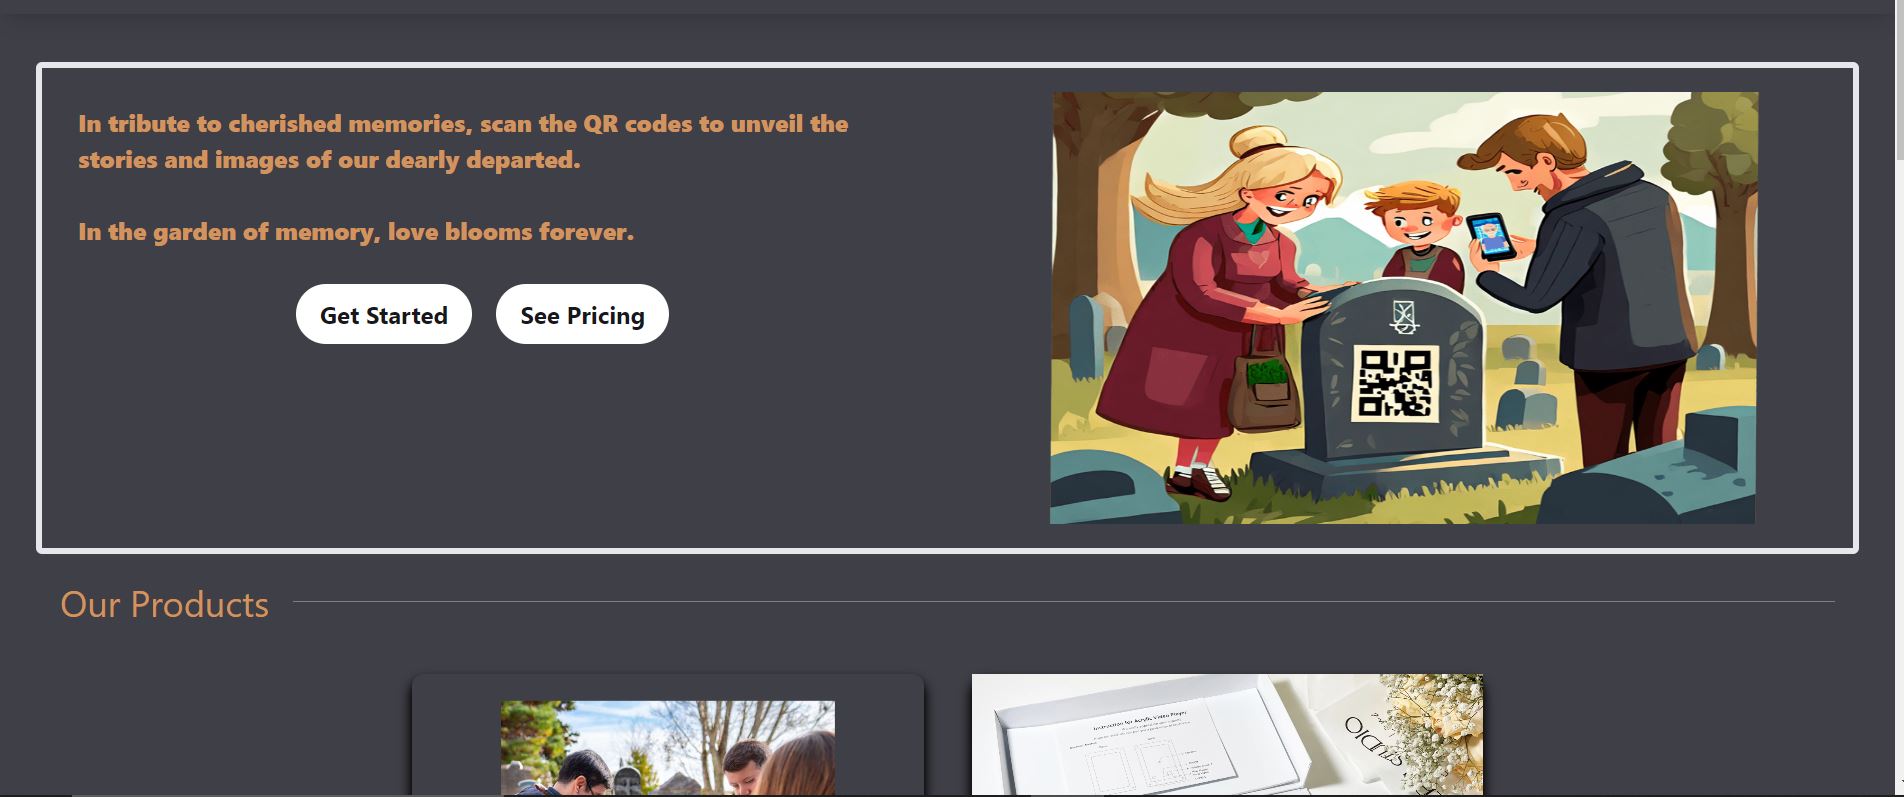 In tribute to cherished memories, scan the QR codes to unveil the
stories and images of our dearly departed.
In the garden of memory, love blooms forever.
Get Started
See Pricing
Our Products
Instruction for Acrylic Video Player
STUDIO